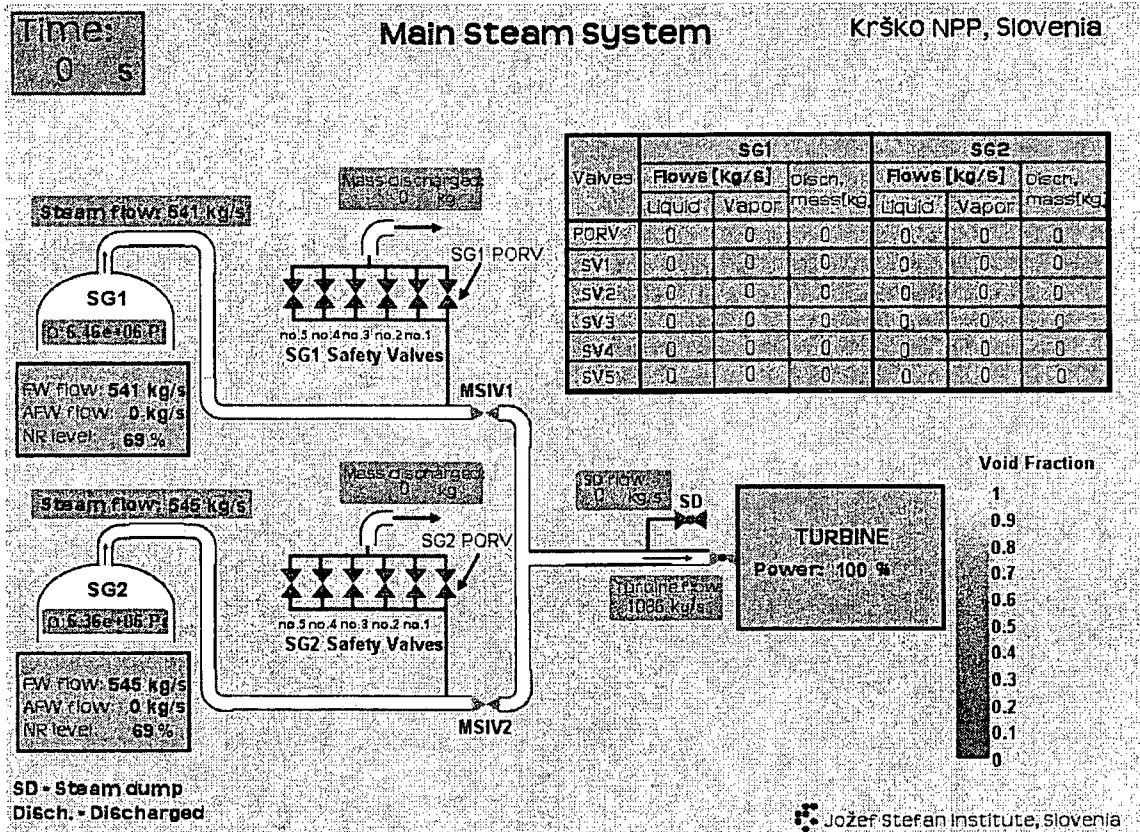 Time:
0 s
Main Steam System
Krško NPP, Slovenia
SG1 SG2
Valves Flows [kg/s] Disch. mass[kg] Flows [kg/s] Disch. mass[kg]
Liquid Vapor Liquid Vapor
PORV 0 0 0 0 0 0
SV1 0 0 0 0 0 0
SV2 0 0 0 0 0 0
SV3 0 0 0 0 0 0
SV4 0 0 0 0 0 0
SV5 0 0 0 0 0 0
Mass discharged:
0 kg
Steam flow: 541 kg/s
SG1 PORV
SG1
p: 6.46e+06 P
no.5 no.4 no.3 no.2 no.1
SG1 Safety Valves
FW flow: 541 kg/s
AFW flow: 0 kg/s
NR level: 69 %
MSIV1
Mass discharged:
0 kg
Steam flow: 545 kg/s
SG2 PORV
SG2
p: 6.36e+06 P
no.5 no.4 no.3 no.2 no.1
SG2 Safety Valves
FW flow: 545 kg/s
AFW flow: 0 kg/s
NR level: 69 %
MSIV2
SD flow:
0 kg/s
SD
TURBINE
Power: 100 %
Turbine flow
1086 kg/s
Void Fraction
1
0.9
0.8
0.7
0.6
0.5
0.4
0.3
0.2
0.1
0
SD - Steam dump
Disch. - Discharged
Jožef Stefan Institute, Slovenia